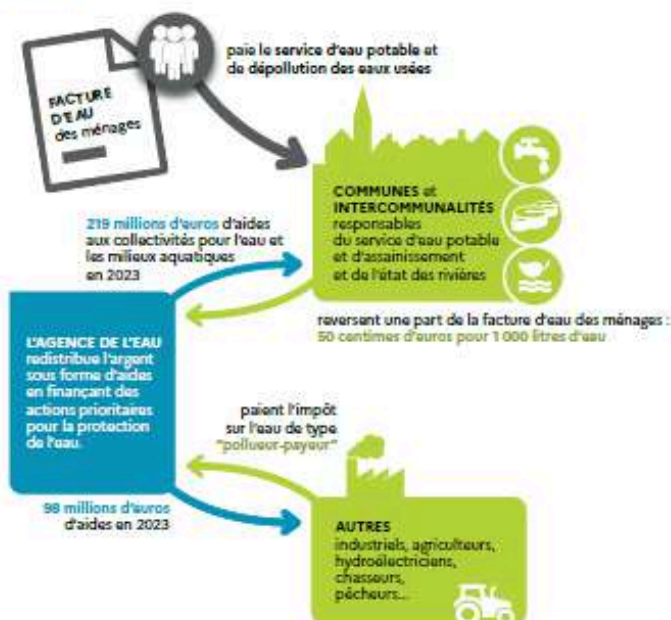 FACTURE
D'EAU
des ménages
paie le service d'eau potable et
de dépollution des eaux usées
COMMUNES et
INTERCOMMUNALITÉS
responsables
du service d'eau potable
et d'assainissement
et de l'état des rivières
219 millions d'euros d'aides
aux collectivités pour l'eau et
les milieux aquatiques
en 2023
reversent une part de la facture d'eau des ménages :
50 centimes d'euros pour 1 000 litres d'eau
L'AGENCE DE L'EAU
redistribue l'argent
sous forme d'aides
en finançant des
actions prioritaires
pour la protection
de l'eau.
paient l'impôt
sur l'eau de type
"pollueur-payeur"
98 millions d'euros
d'aides en 2023
AUTRES
industriels, agriculteurs,
hydroélectriciens,
chasseurs,
pêcheurs...